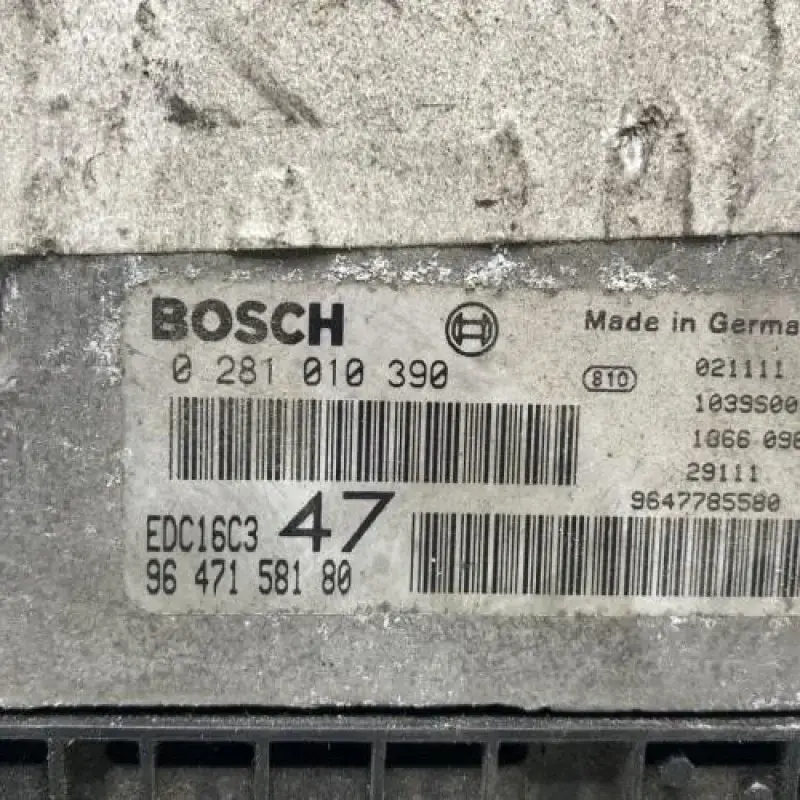 BOSCH
Made in Germa
0 281 010 390
810
021111
1039S00
1866 098
29111
9647785580
EDC16C3 47
96 471 581 80